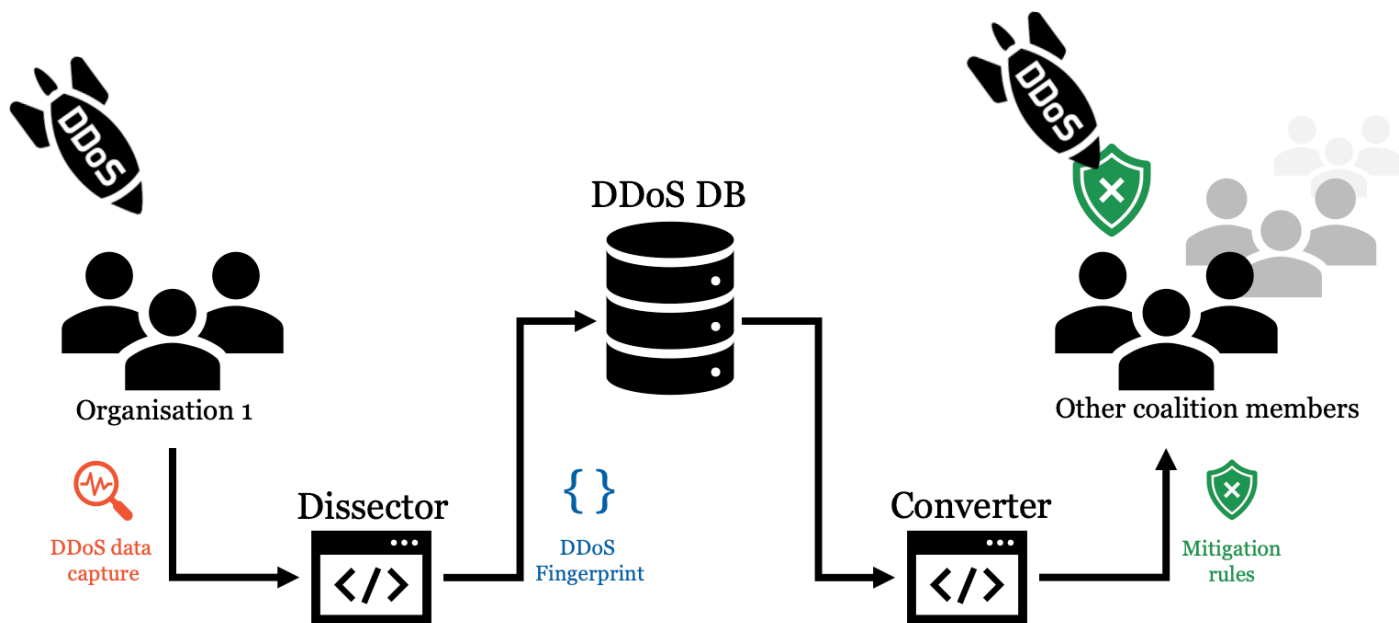 DDoS
DDoS
DDoS DB
Organisation 1
Other coalition members
DDoS data
capture
Dissector
</>
{ }
DDoS
Fingerprint
Converter
</>
Mitigation
rules